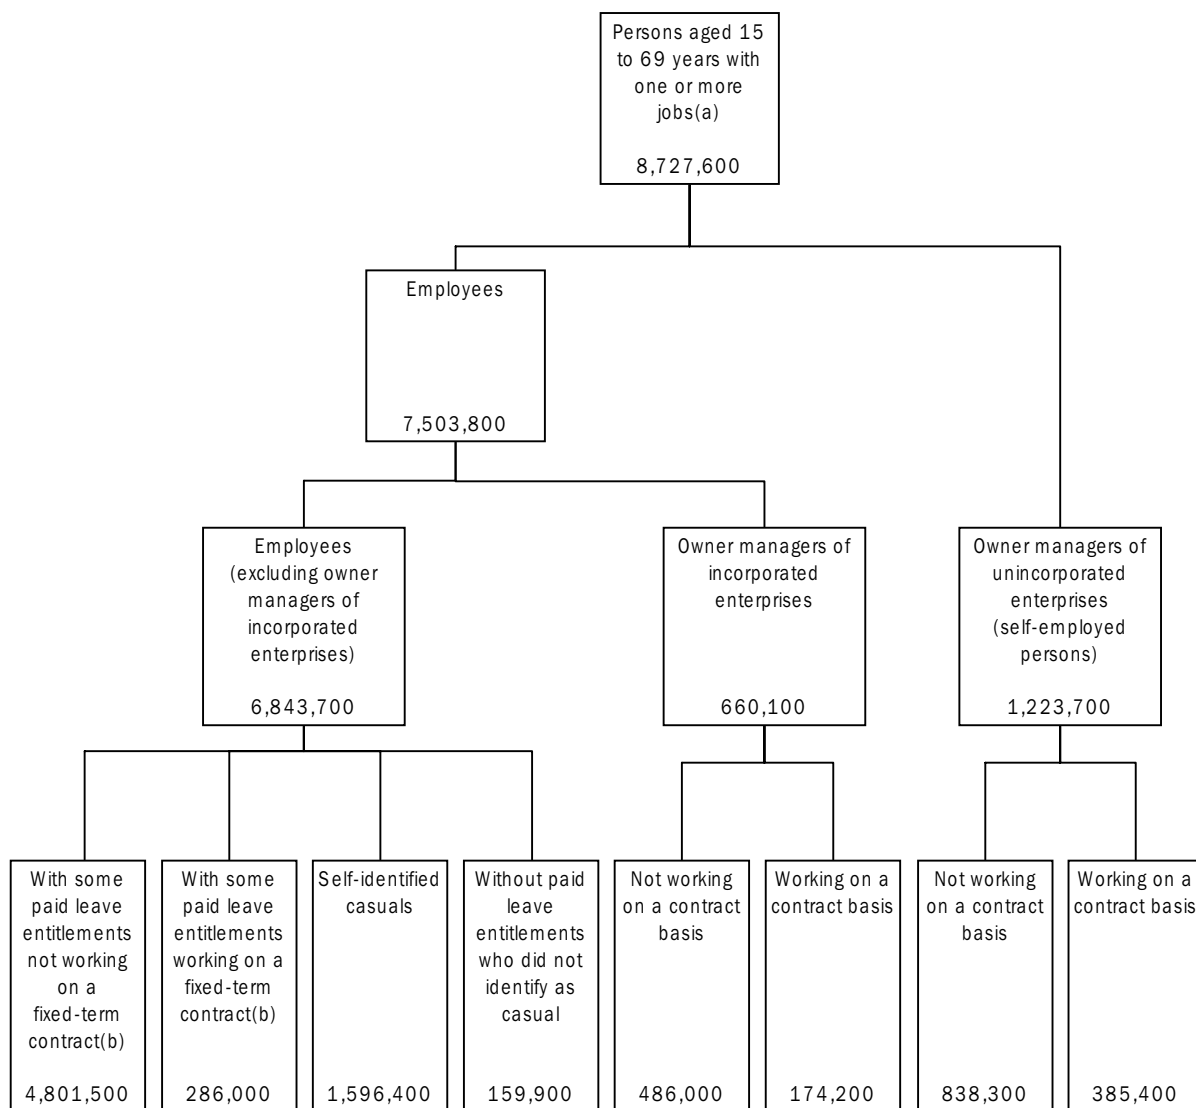 Persons aged 15
to 69 years with
one or more
jobs(a)
8,727,600
Employees
7,503,800
Employees
(excluding owner
managers of
incorporated
enterprises)
6,843,700
Owner managers of
incorporated
enterprises
660,100
Owner managers of
unincorporated
enterprises
(self-employed
persons)
1,223,700
With some
paid leave
entitlements
not working
on a
fixed-term
contract(b)
4,801,500
With some
paid leave
entitlements
working on a
fixed-term
contract(b)
286,000
Self-identified
casuals
1,596,400
Without paid
leave
entitlements
who did not
identify as
casual
159,900
Not working
on a contract
basis
486,000
Working on a
contract basis
174,200
Not working
on a contract
basis
838,300
Working on a
contract basis
385,400